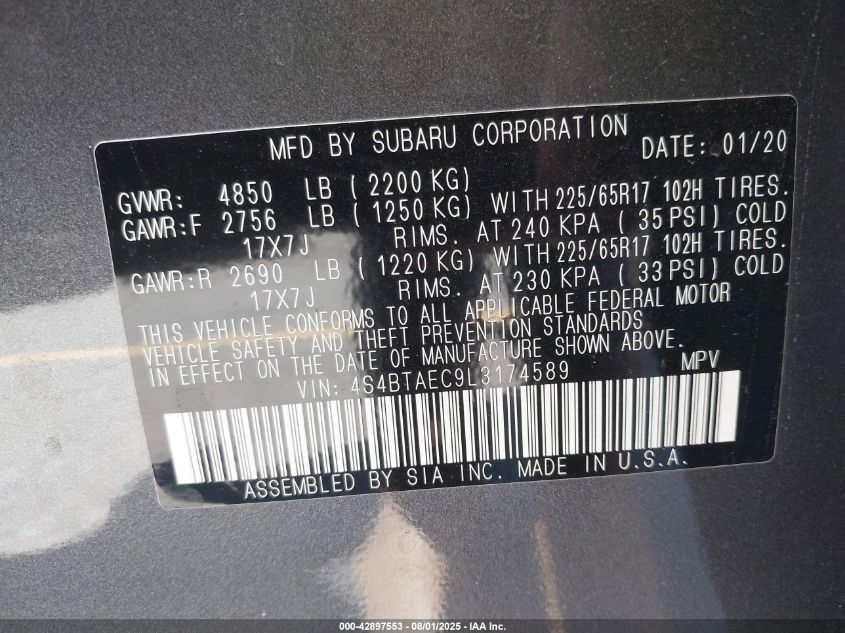 MFD BY SUBARU CORPORATION DATE: 01/20
GVWR: 4850 LB ( 2200 KG)
GAWR:F 2756 LB ( 1250 KG) WITH 225/65R17 102H TIRES.
17X7J RIMS. AT 240 KPA ( 35 PSI) COLD
GAWR:R 2690 LB ( 1220 KG) WITH 225/65R17 102H TIRES.
17X7J RIMS. AT 230 KPA ( 33 PSI) COLD
THIS VEHICLE CONFORMS TO ALL APPLICABLE FEDERAL MOTOR
VEHICLE SAFETY AND THEFT PREVENTION STANDARDS
IN EFFECT ON THE DATE OF MANUFACTURE SHOWN ABOVE.
VIN: 4S4BTAEC9L3174589 MPV
ASSEMBLED BY SIA INC. MADE IN U.S.A.
000-42897553 - 08/01/2025 - IAA Inc.